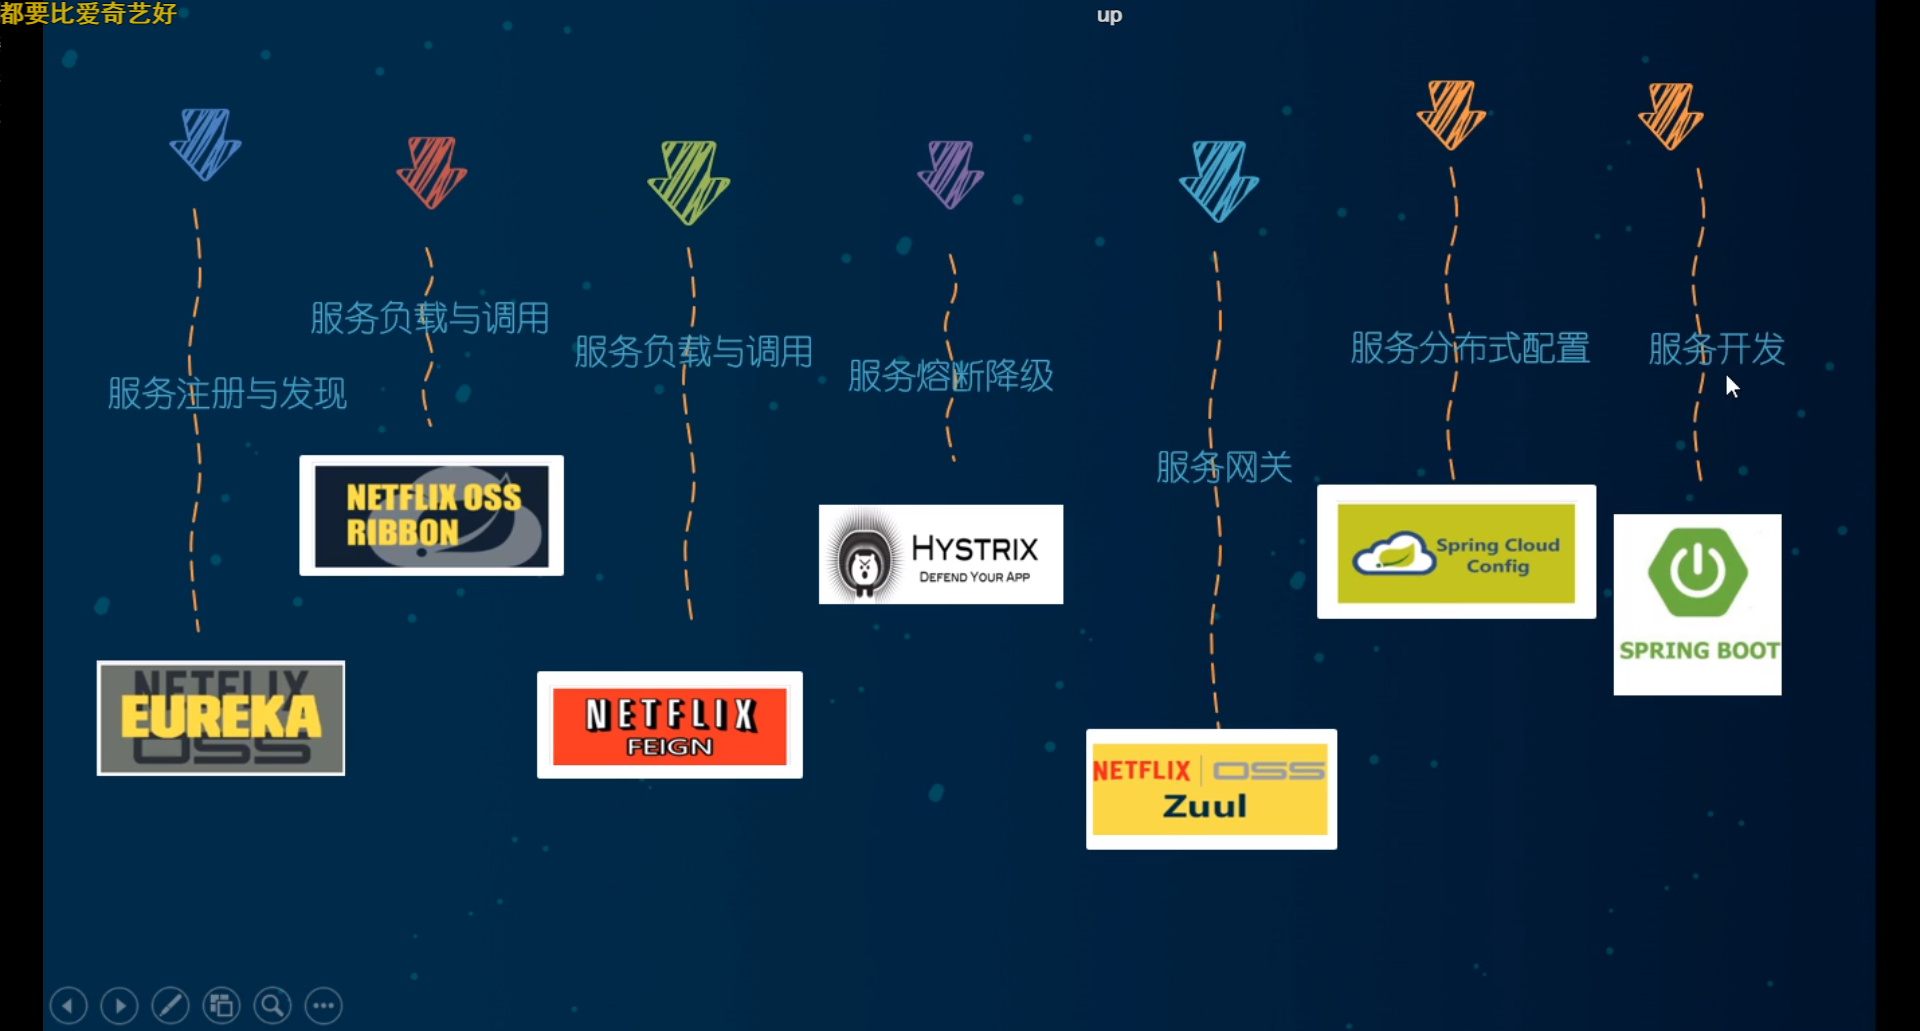 都要比爱奇艺好
up
服务注册与发现
服务负载与调用
服务负载与调用
服务熔断降级
服务网关
服务分布式配置
服务开发
NETFLIX
EUREKA
OSS
NETFLIX OSS
RIBBON
NETFLIX
FEIGN
HYSTRIX
DEFEND YOUR APP
NETFLIX | OSS
Zuul
Spring Cloud
Config
SPRING BOOT